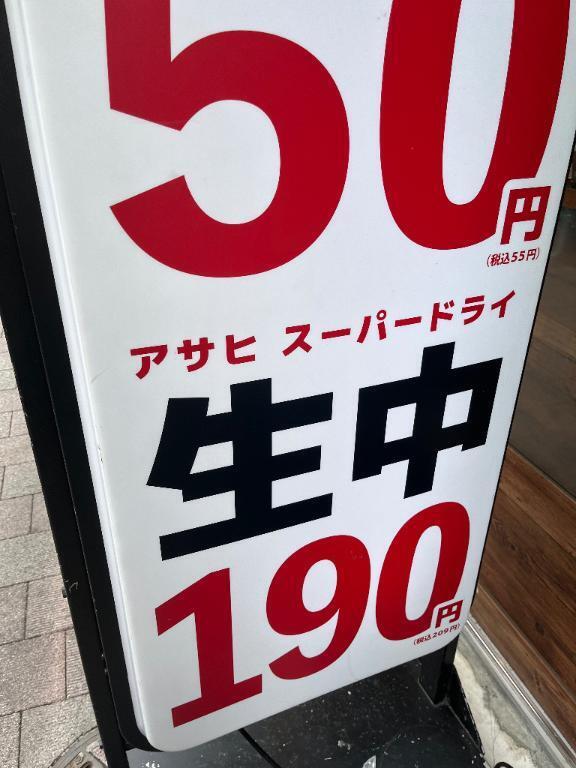 50円
(税込55円)
アサヒ スーパードライ
生中
190円
(税込209円)